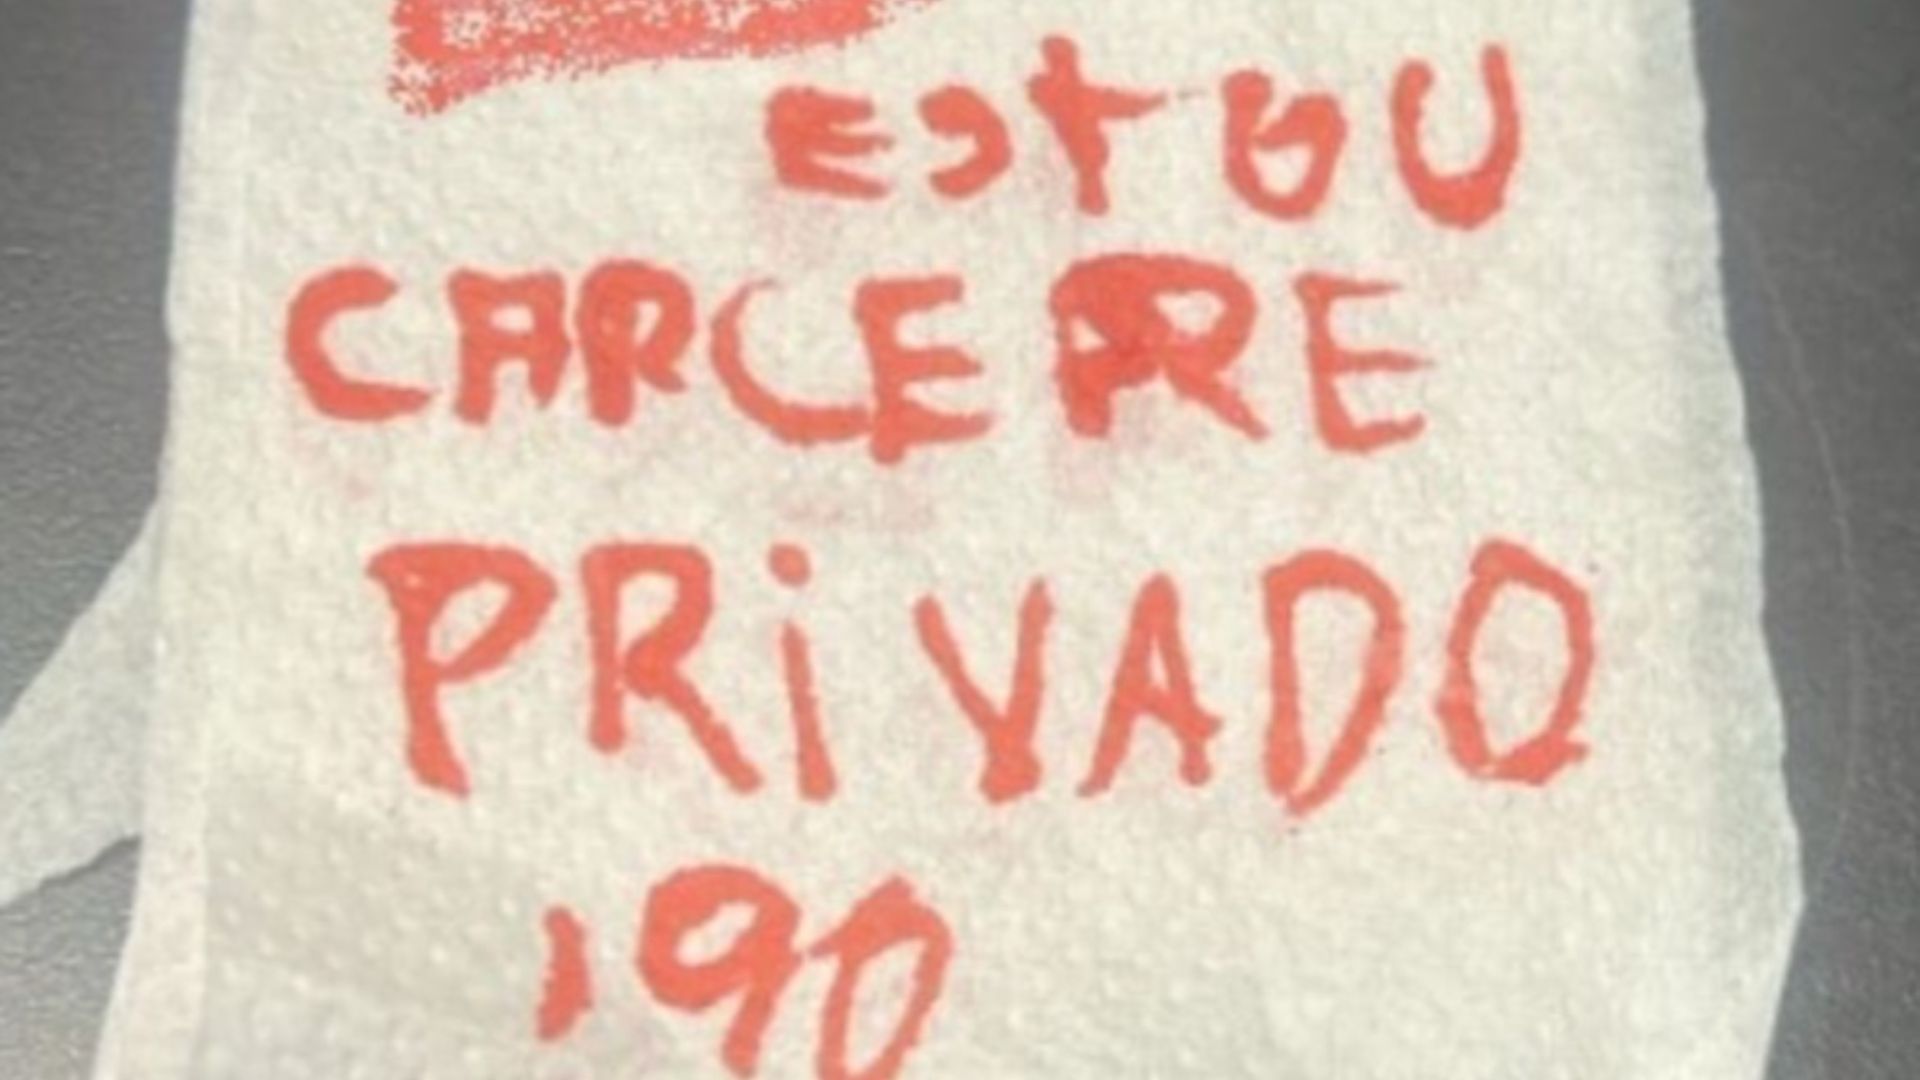 ESTOU
CARCERE
PRiVADO
190